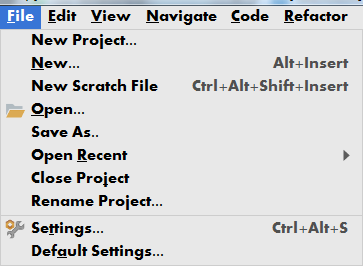 File Edit View Navigate Code Refactor
New Project...
New... Alt+Insert
New Scratch File Ctrl+Alt+Shift+Insert
Open...
Save As..
Open Recent
Close Project
Rename Project...
Settings... Ctrl+Alt+S
Default Settings...